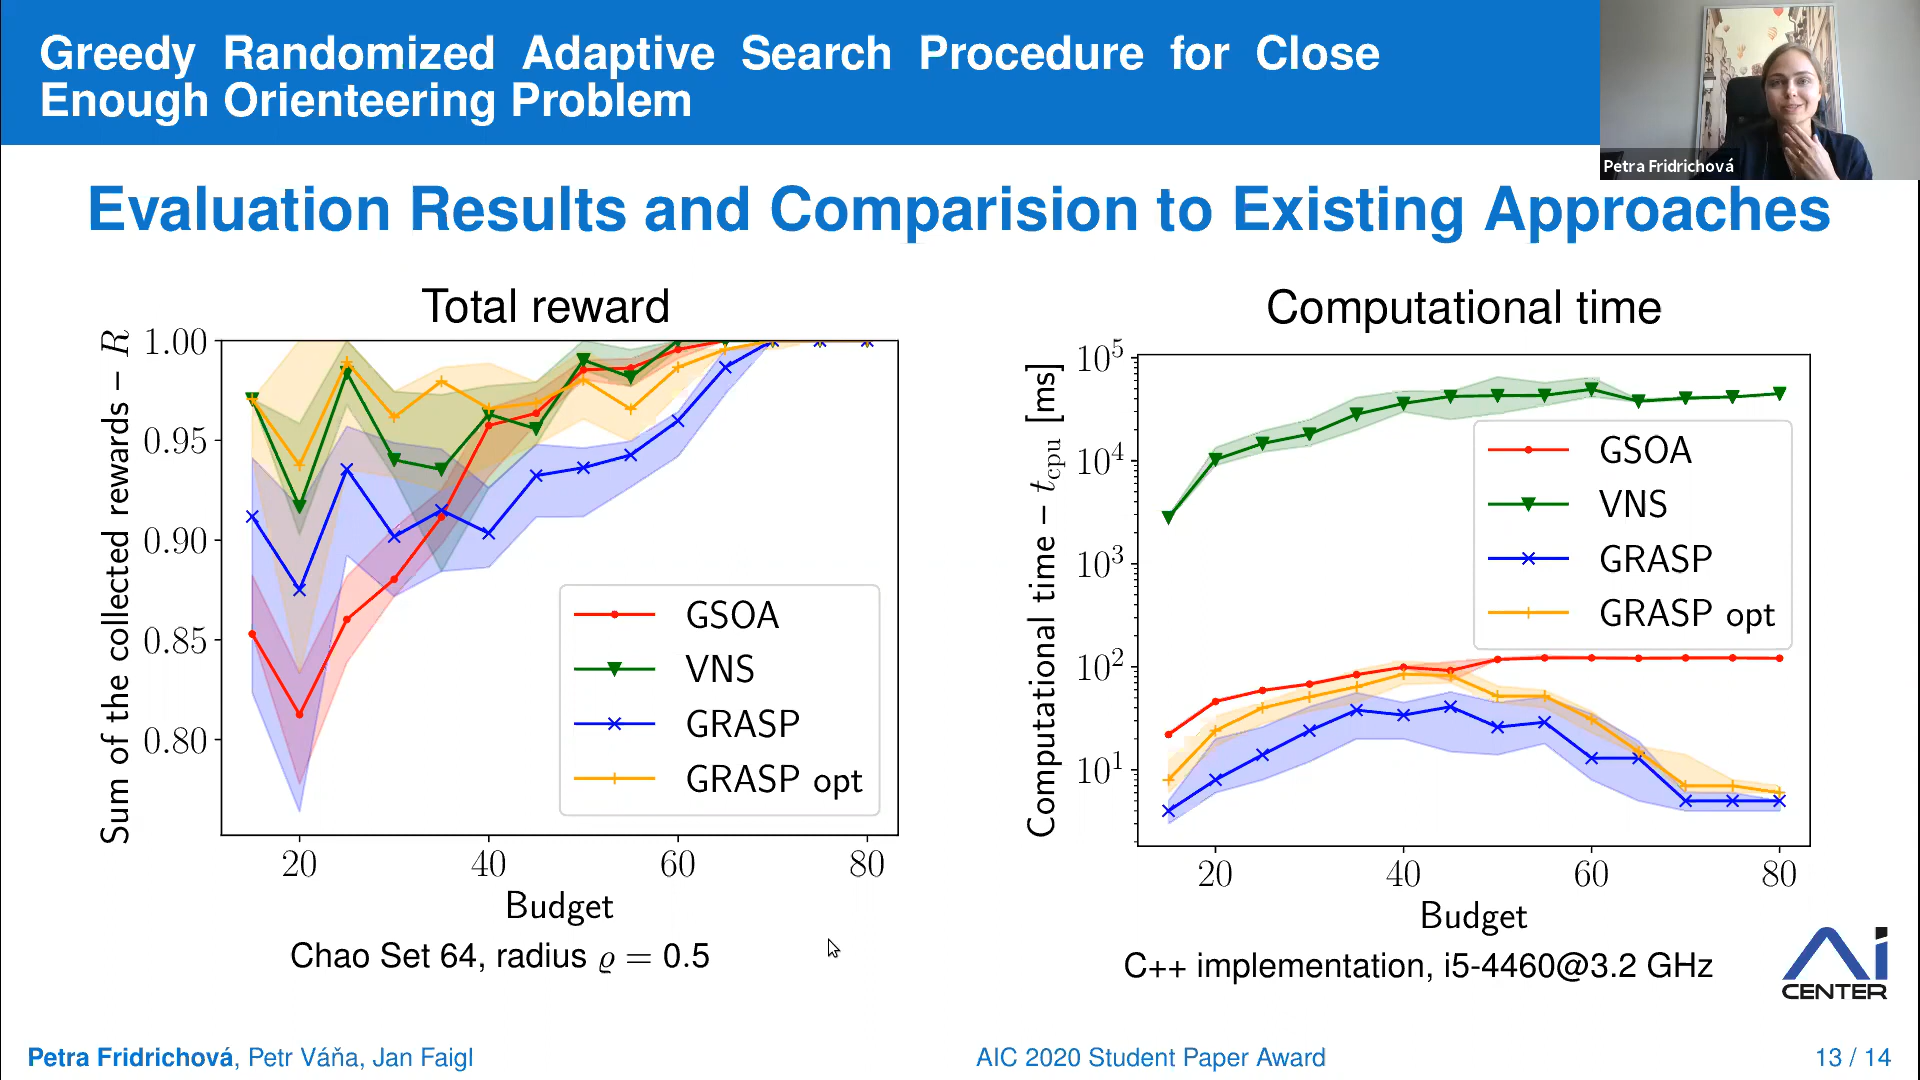 Greedy Randomized Adaptive Search Procedure for Close
Enough Orienteering Problem
Petra Fridrichová
Evaluation Results and Comparision to Existing Approaches
Total reward
Sum of the collected rewards − R
1.00
0.95
0.90
0.85
0.80
GSOA
VNS
GRASP
GRASP opt
20 40 60 80
Budget
Chao Set 64, radius ϱ = 0.5
Computational time
Computational time − t_cpu [ms]
10^5
10^4
10^3
10^2
10^1
GSOA
VNS
GRASP
GRASP opt
20 40 60 80
Budget
C++ implementation, i5-4460@3.2 GHz
Ai
CENTER
Petra Fridrichová, Petr Váňa, Jan Faigl
AIC 2020 Student Paper Award
13 / 14